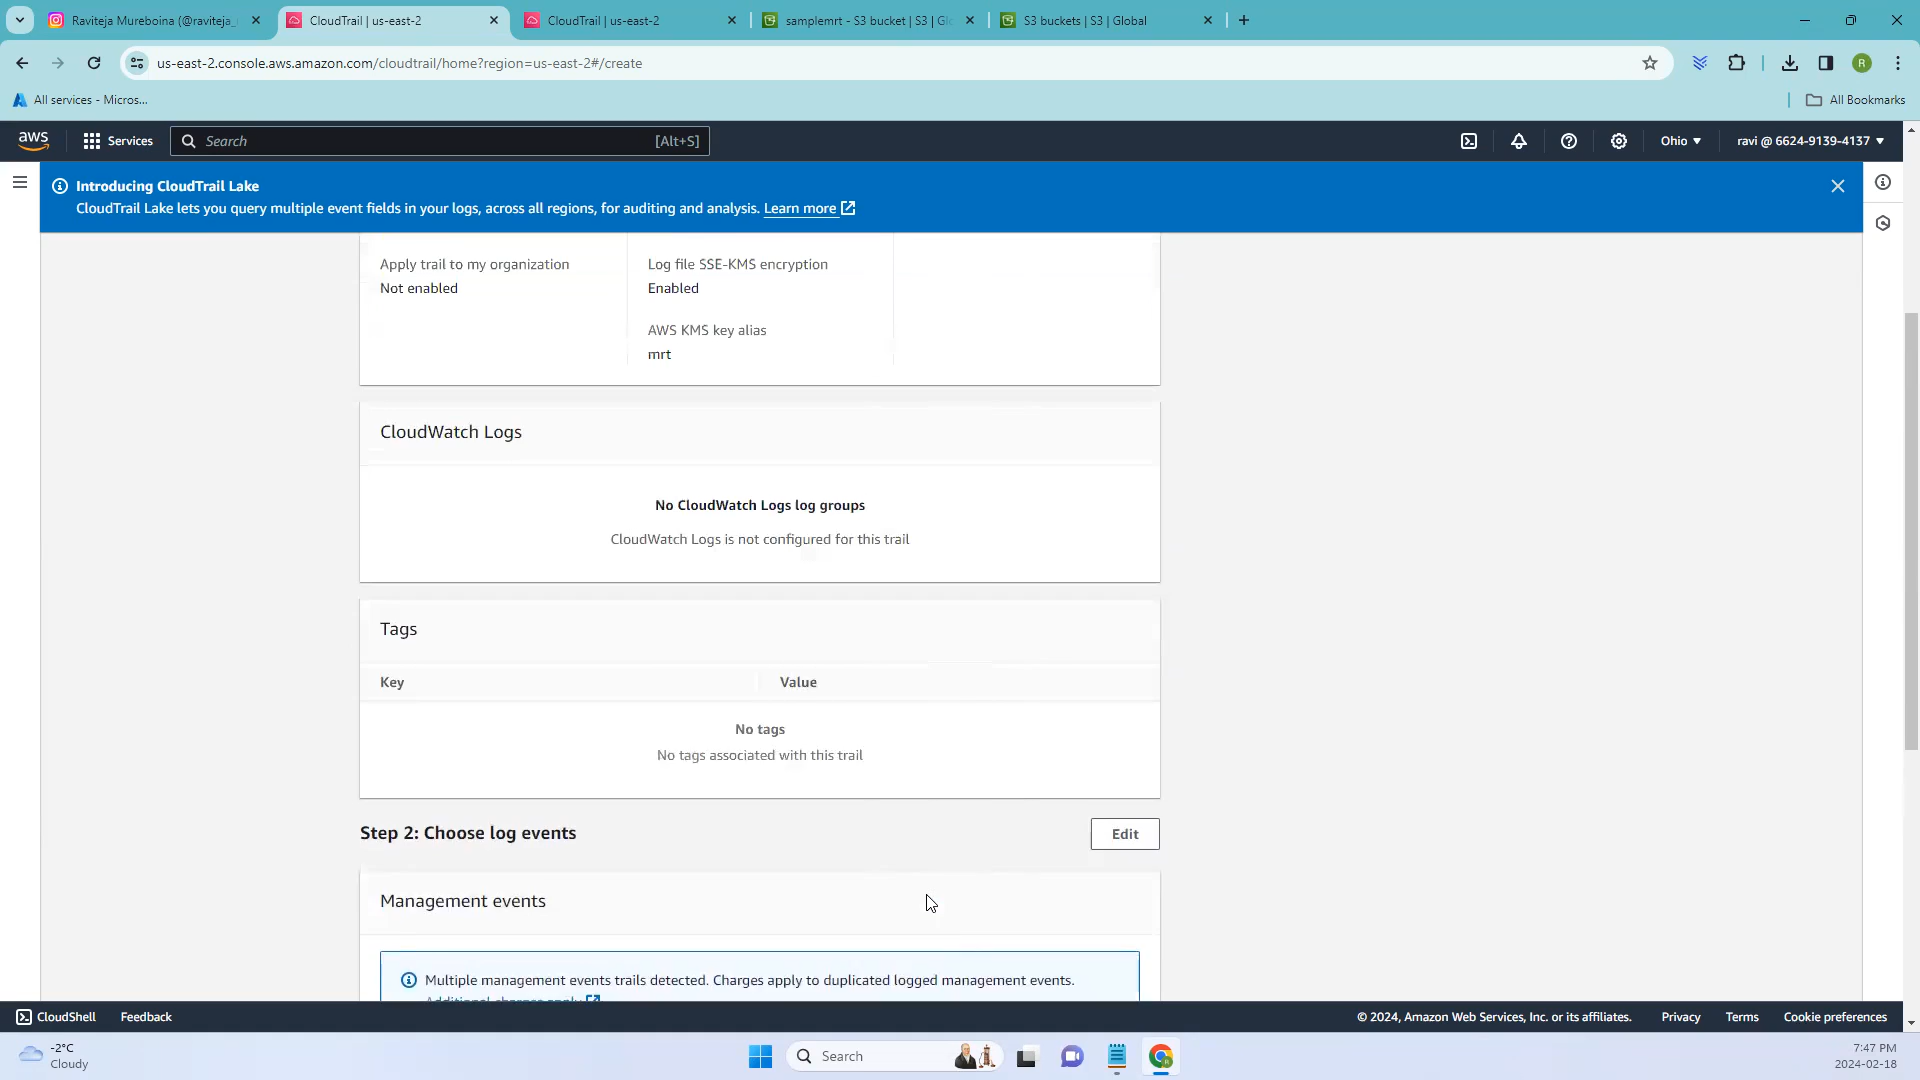 Raviteja Mureboina (@raviteja_
CloudTrail | us-east-2
CloudTrail | us-east-2
samplemrt - S3 bucket | S3 | Glo
S3 buckets | S3 | Global
us-east-2.console.aws.amazon.com/cloudtrail/home?region=us-east-2#/create
R
All services - Micros...
All Bookmarks
aws
Services
Search
[Alt+S]
Ohio
ravi @ 6624-9139-4137
Introducing CloudTrail Lake
CloudTrail Lake lets you query multiple event fields in your logs, across all regions, for auditing and analysis. Learn more
Apply trail to my organization
Not enabled
Log file SSE-KMS encryption
Enabled
AWS KMS key alias
mrt
CloudWatch Logs
No CloudWatch Logs log groups
CloudWatch Logs is not configured for this trail
Tags
Key
Value
No tags
No tags associated with this trail
Step 2: Choose log events
Edit
Management events
Multiple management events trails detected. Charges apply to duplicated logged management events.
Additional charges apply
CloudShell
Feedback
© 2024, Amazon Web Services, Inc. or its affiliates.
Privacy
Terms
Cookie preferences
-2°C
Cloudy
Search
7:47 PM
2024-02-18